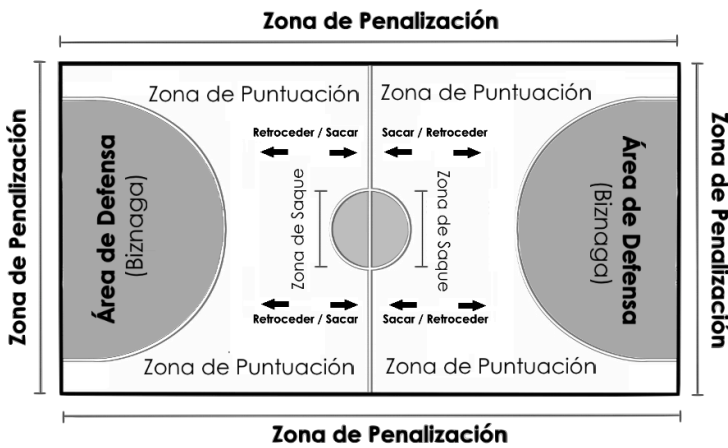 Zona de Penalización
Zona de Puntuación
Zona de Puntuación
Retroceder / Sacar
Sacar / Retroceder
Zona de Penalización
Área de Defensa
(Biznaga)
Zona de Saque
Zona de Saque
Área de Defensa
(Biznaga)
Zona de Penalización
Retroceder / Sacar
Sacar / Retroceder
Zona de Puntuación
Zona de Puntuación
Zona de Penalización